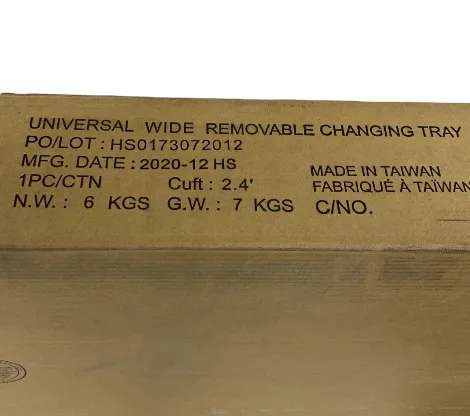 UNIVERSAL WIDE REMOVABLE CHANGING TRAY
PO/LOT : HS0173072012
MFG. DATE : 2020-12 HS
1PC/CTN Cuft : 2.4'
MADE IN TAIWAN
FABRIQUÉ À TAÏWAN
N.W. : 6 KGS G.W. : 7 KGS C/NO.